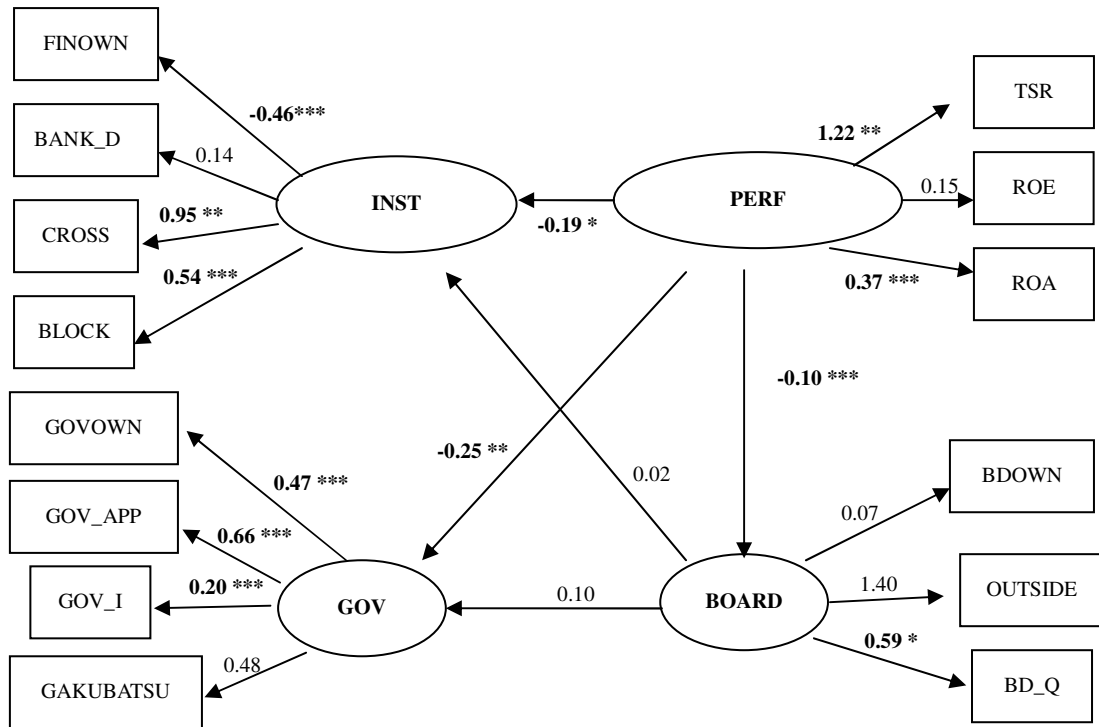 FINOWN
-0.46***
BANK_D
0.14
CROSS
0.95 **
BLOCK
0.54 ***
INST
-0.19 *
PERF
1.22 **
TSR
0.15
ROE
0.37 ***
ROA
-0.10 ***
-0.25 **
0.02
GOVOWN
0.47 ***
GOV_APP
0.66 ***
GOV_I
0.20 ***
GAKUBATSU
0.48
GOV
0.10
BOARD
BDOWN
0.07
OUTSIDE
1.40
BD_Q
0.59 *